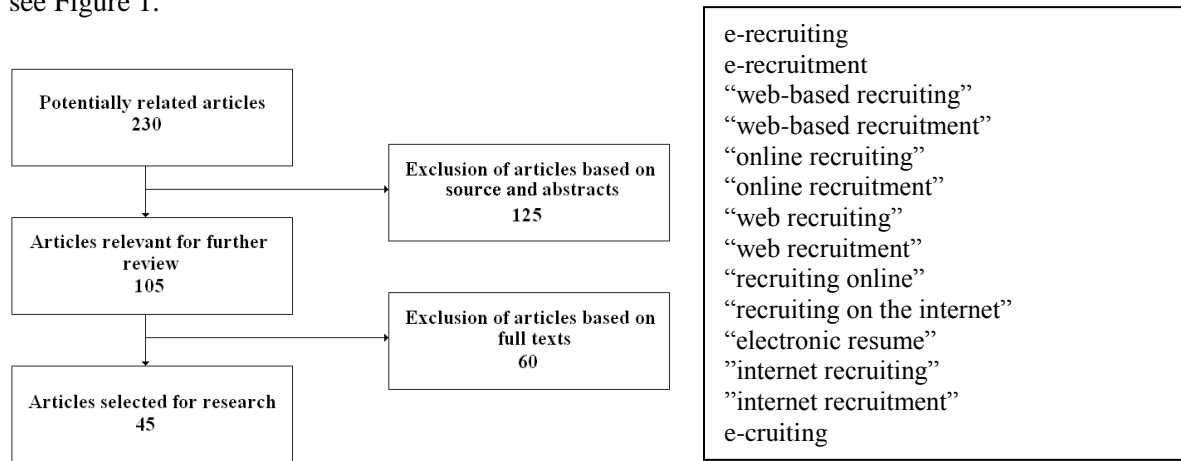 see Figure 1.
Potentially related articles
230
Exclusion of articles based on
source and abstracts
125
Articles relevant for further
review
105
Exclusion of articles based on
full texts
60
Articles selected for research
45
e-recruiting
e-recruitment
“web-based recruiting”
“web-based recruitment”
“online recruiting”
“online recruitment”
“web recruiting”
“web recruitment”
“recruiting online”
“recruiting on the internet”
“electronic resume”
”internet recruiting”
”internet recruitment”
e-cruiting